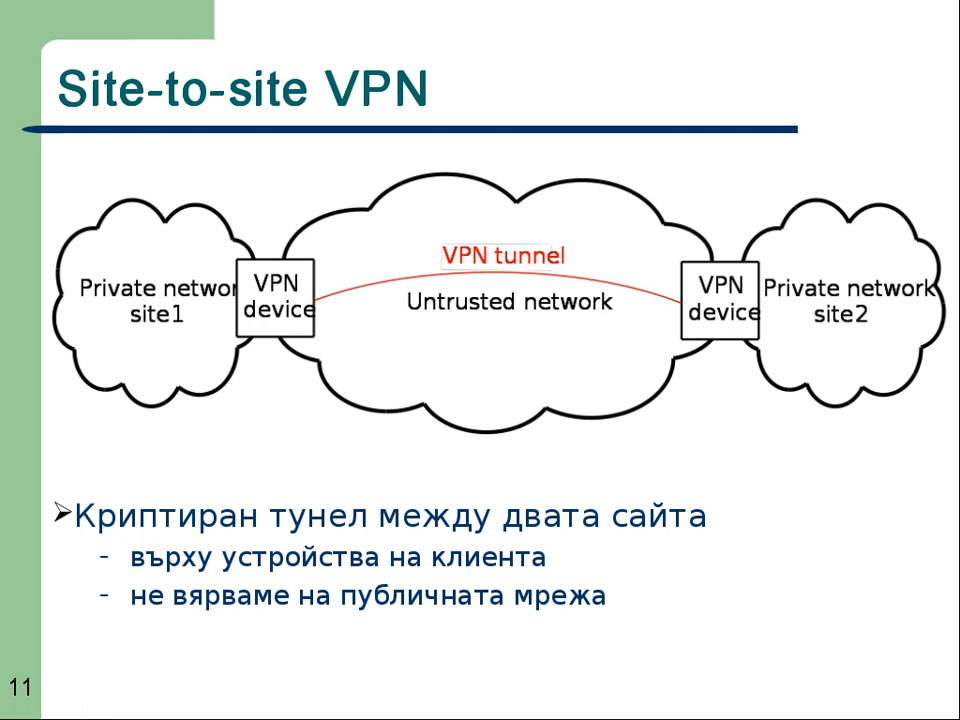 Site-to-site VPN
VPN tunnel
Private networ
site1
VPN
device
Untrusted network
VPN
device
Private network
site2
➢Криптиран тунел между двата сайта
- върху устройства на клиента
- не вярваме на публичната мрежа
11